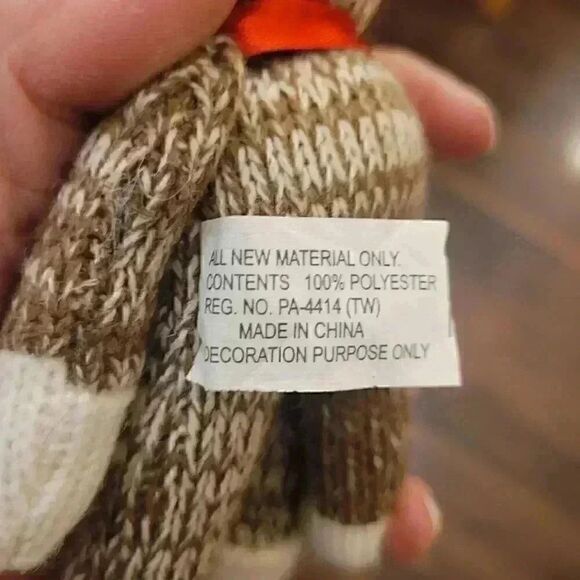 ALL NEW MATERIAL ONLY.
CONTENTS 100% POLYESTER
REG. NO. PA-4414 (TW)
MADE IN CHINA
DECORATION PURPOSE ONLY